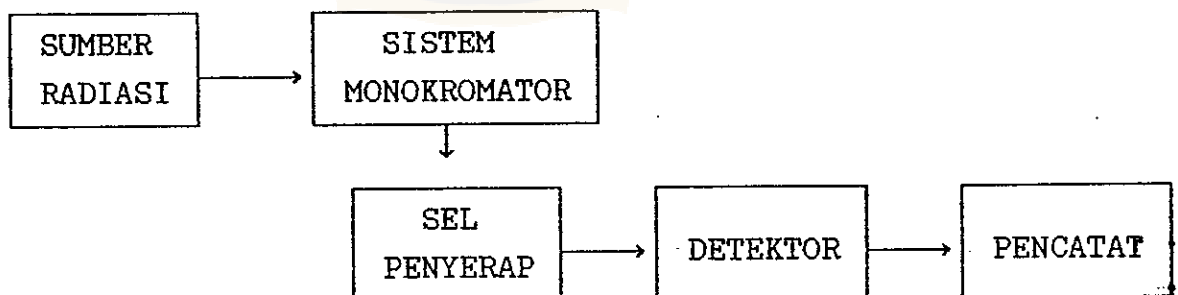 SUMBER
RADIASI
SISTEM
MONOKROMATOR
SEL
PENYERAP
DETEKTOR
PENCATAT